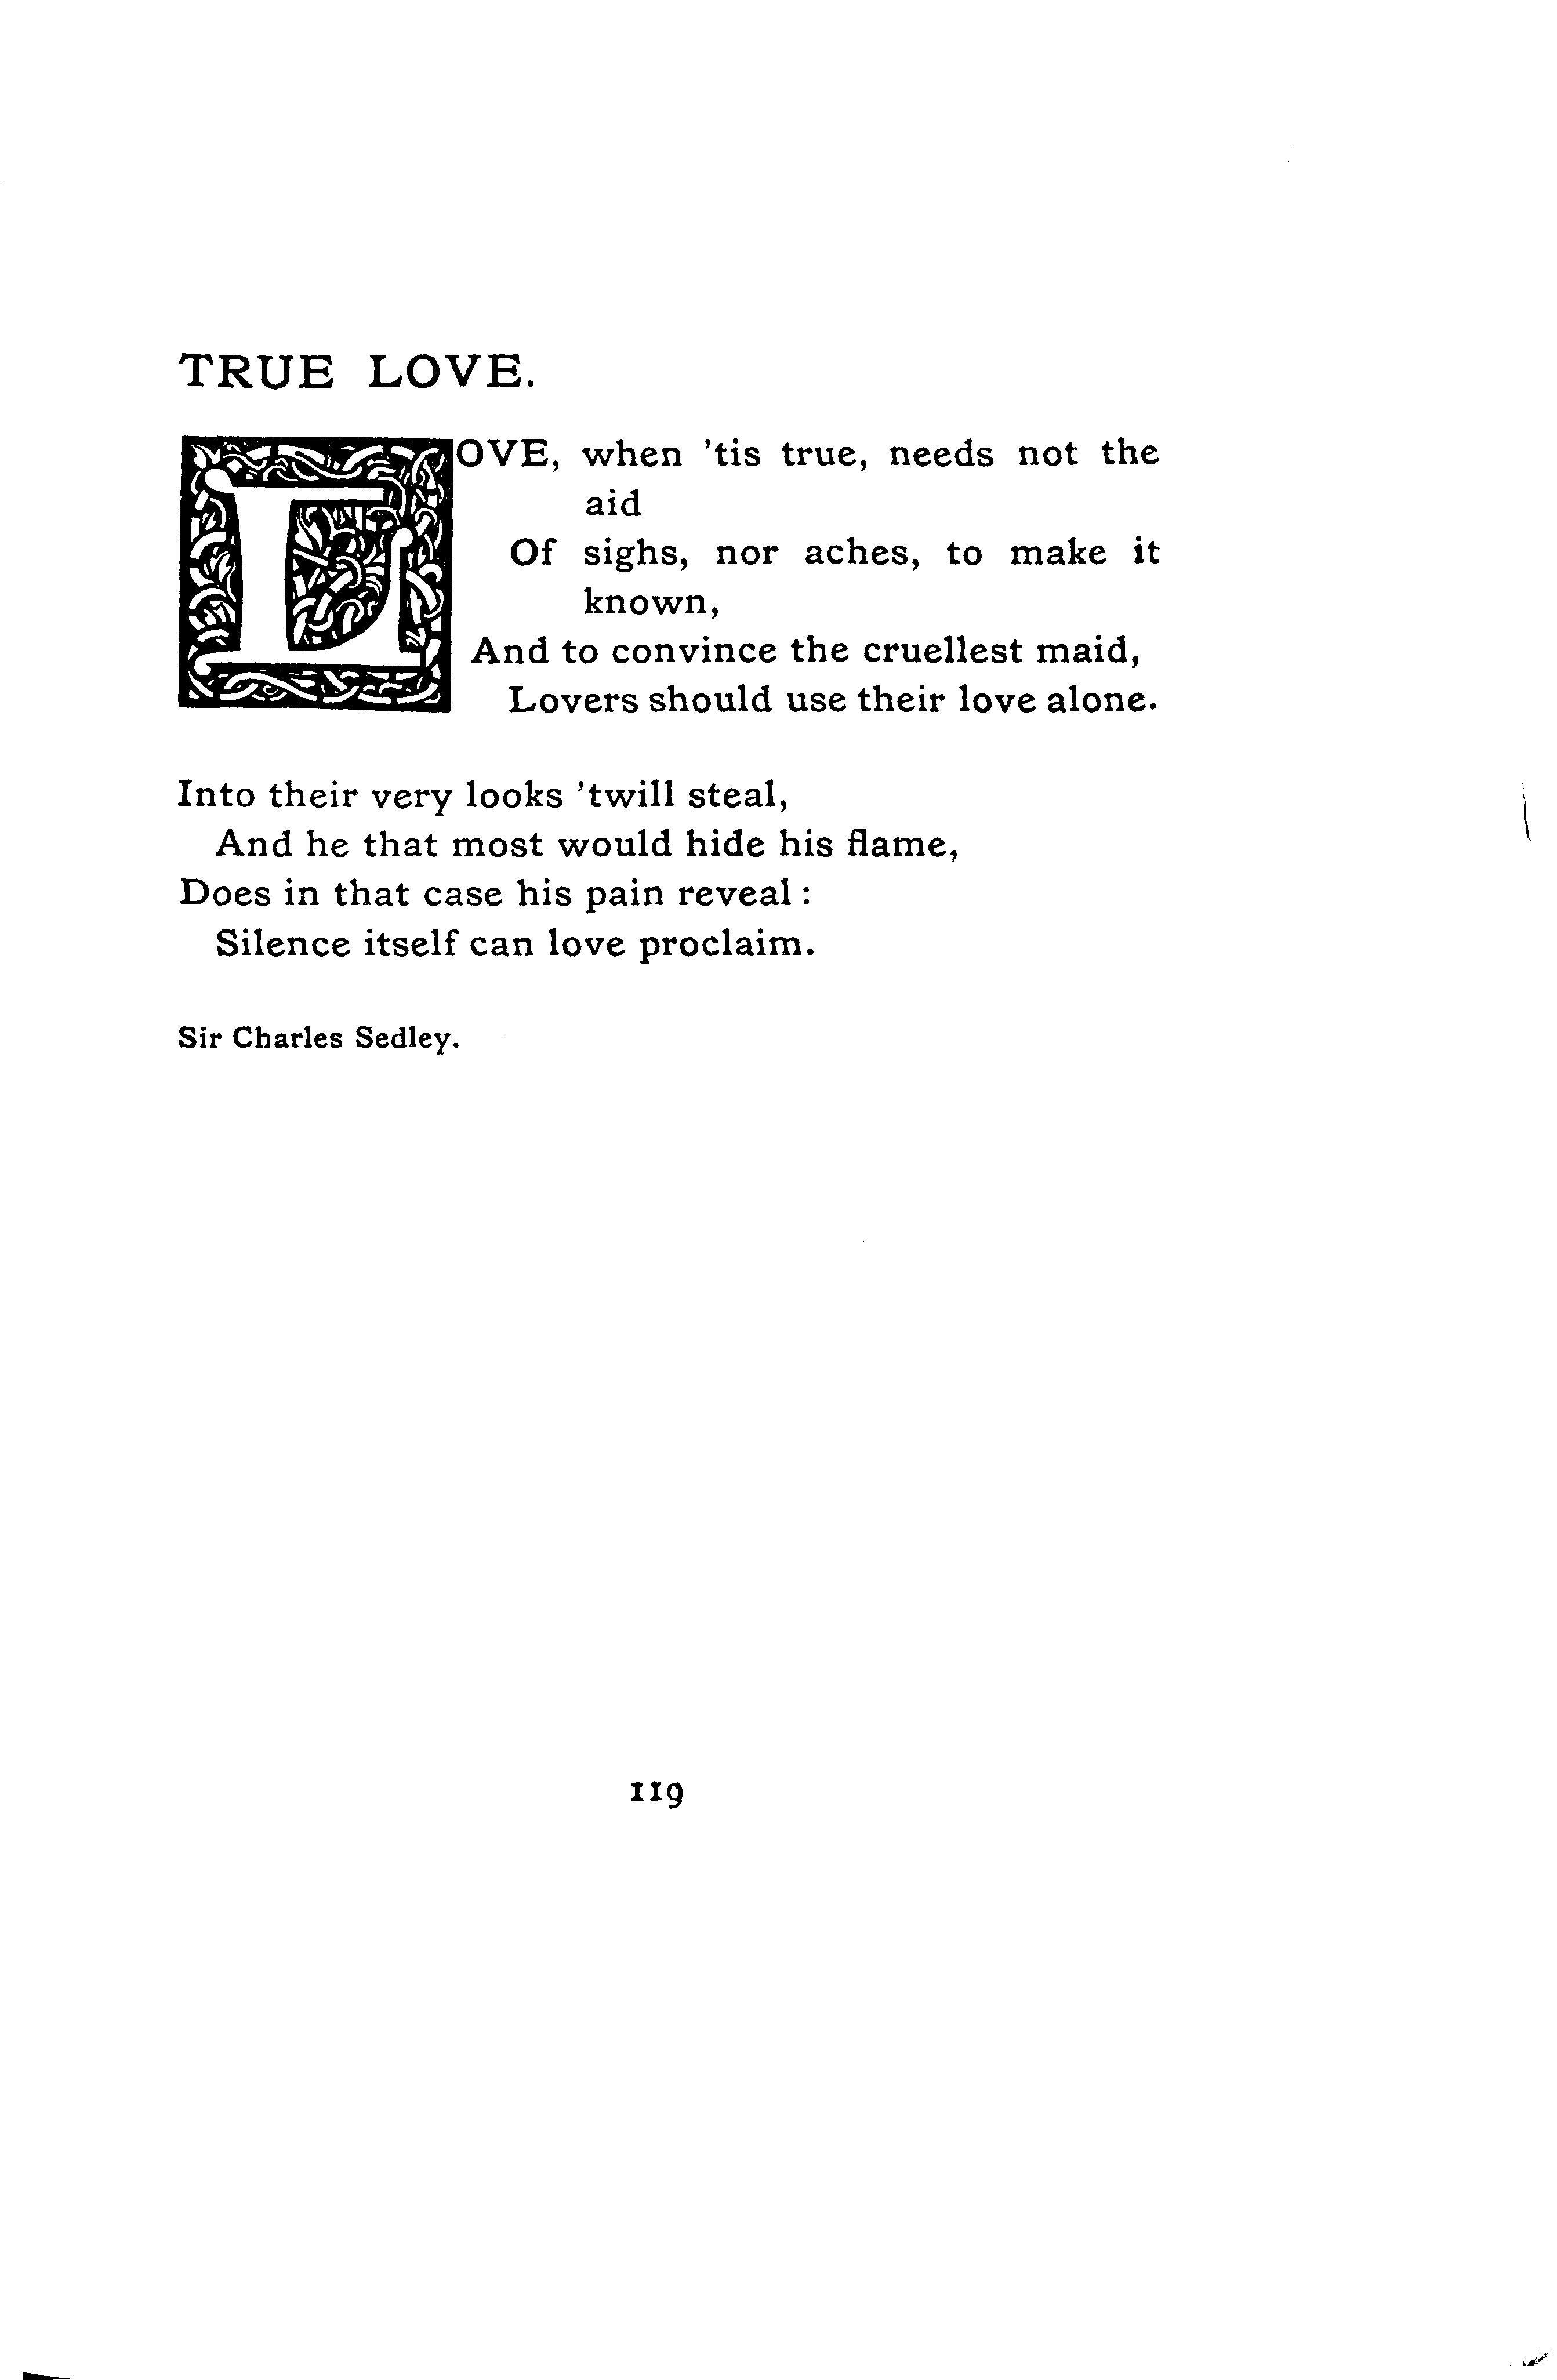 TRUE LOVE.
LOVE, when 'tis true, needs not the
aid
Of sighs, nor aches, to make it
known,
And to convince the cruellest maid,
Lovers should use their love alone.
Into their very looks 'twill steal,
And he that most would hide his flame,
Does in that case his pain reveal :
Silence itself can love proclaim.
Sir Charles Sedley.
119